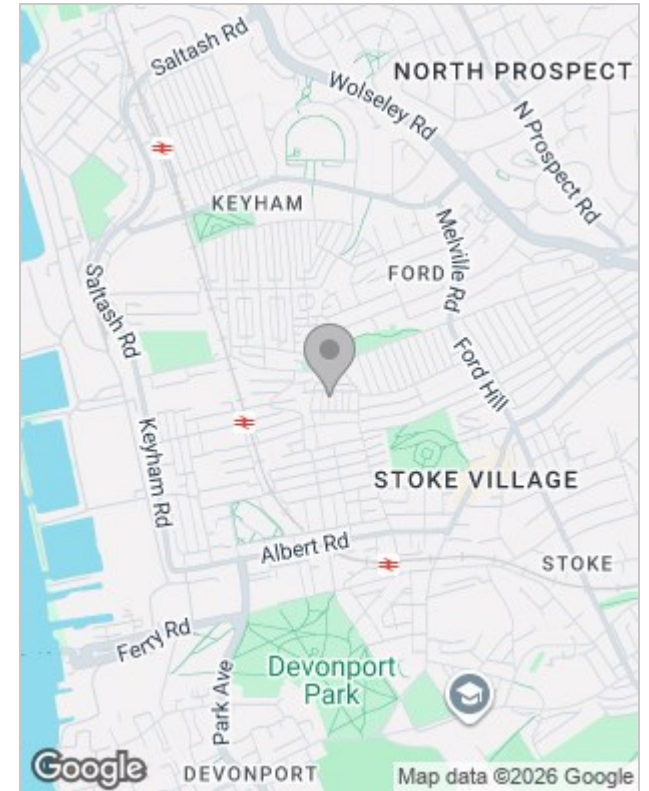 Saltash Rd
NORTH PROSPECT
Wolseley Rd
N Prospect Rd
KEYHAM
Melville Rd
FORD
Saltash Rd
Ford Hill
Keyham Rd
STOKE VILLAGE
Albert Rd
STOKE
Ferry Rd
Devonport
Park
Park Ave
Google
DEVONPORT
Map data ©2026 Google